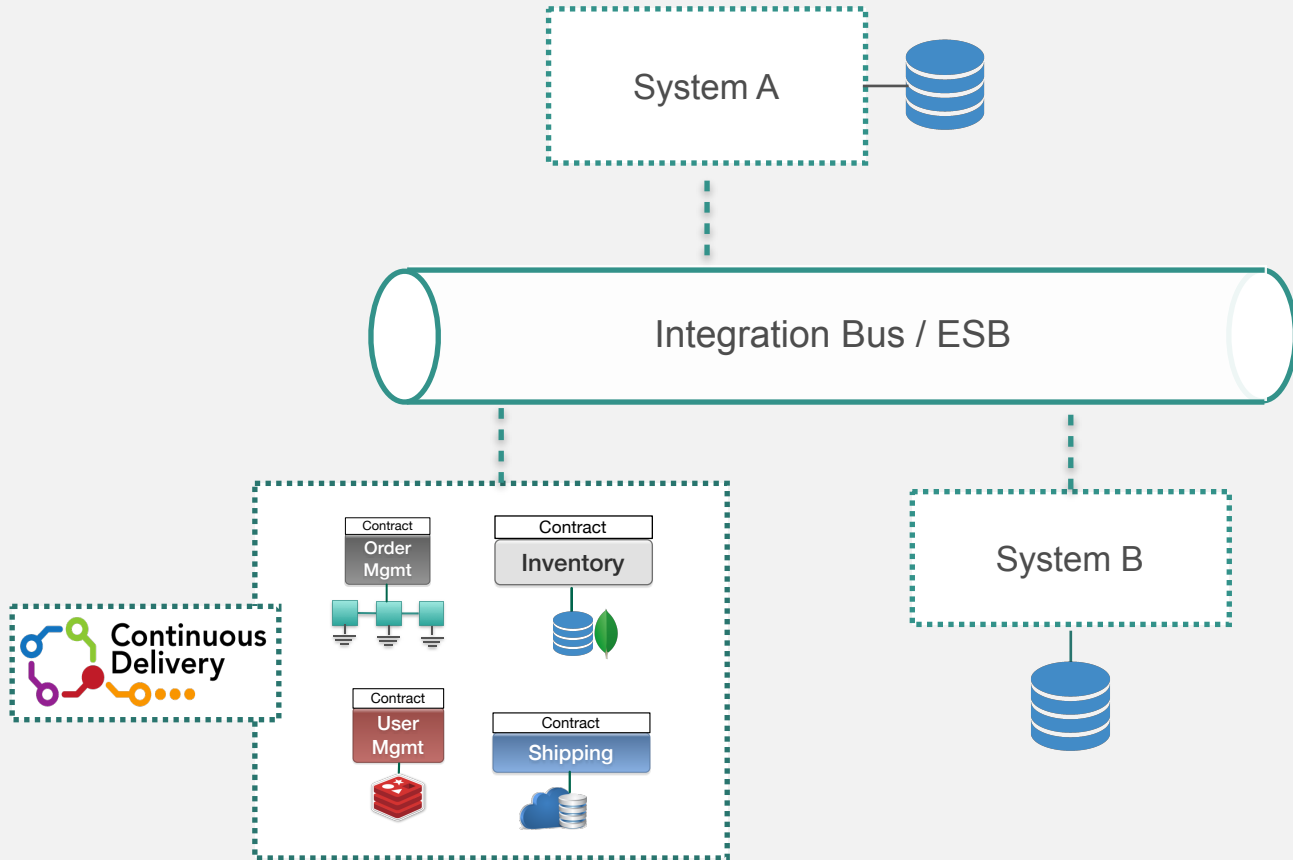 System A
Integration Bus / ESB
Contract
Order
Mgmt
Contract
Inventory
System B
Continuous
Delivery
Contract
User
Mgmt
Contract
Shipping